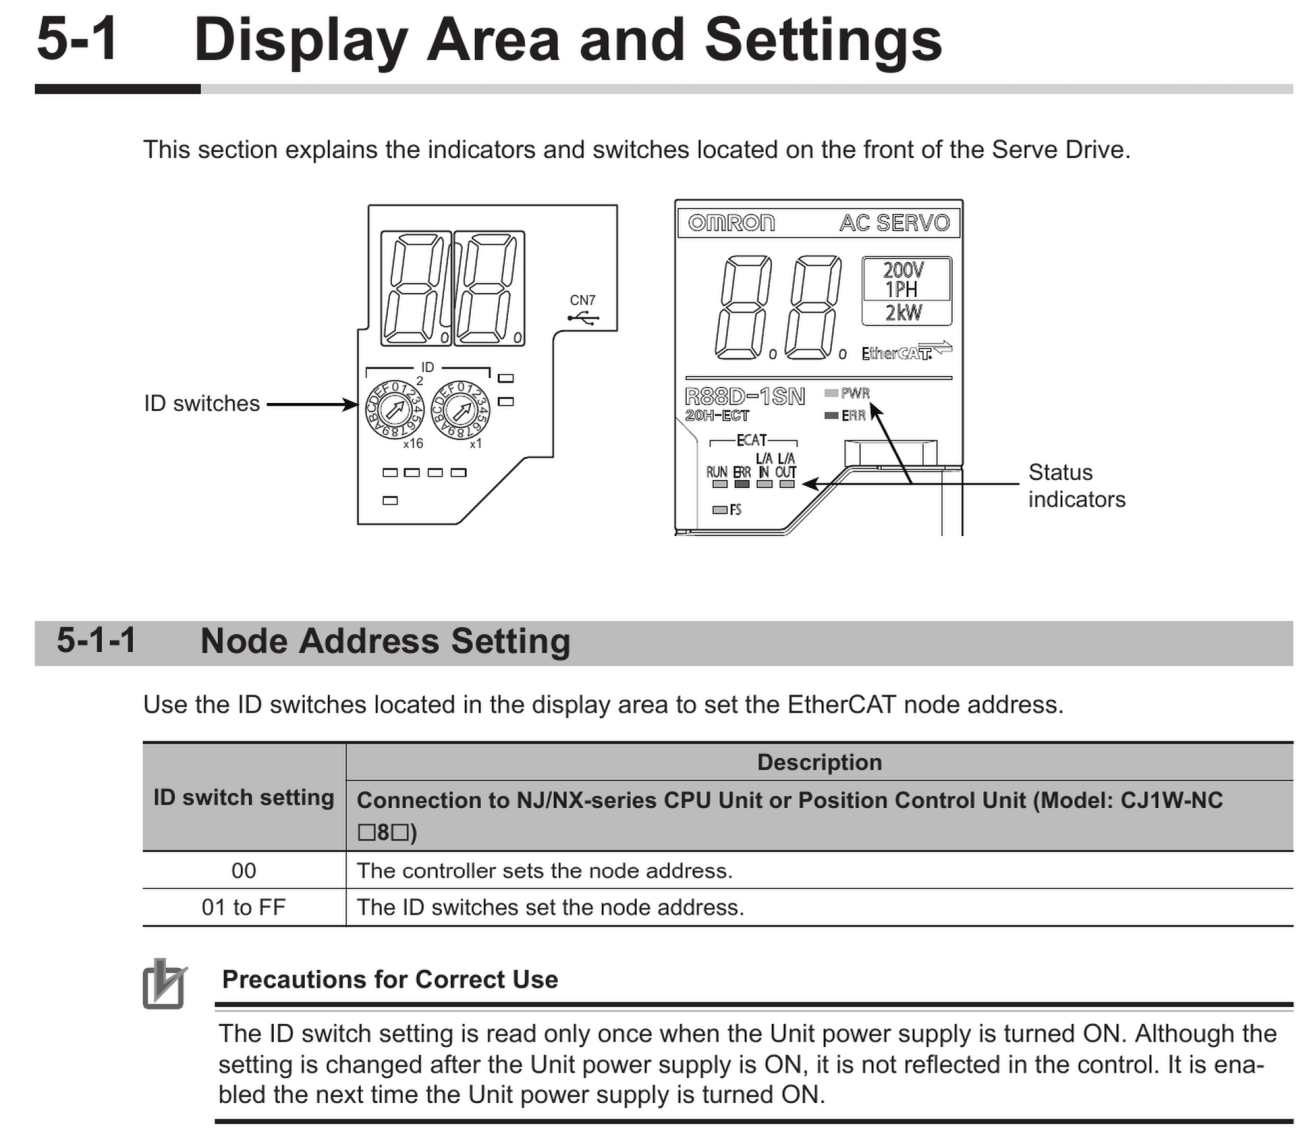 5-1 Display Area and Settings
This section explains the indicators and switches located on the front of the Serve Drive.
CN7
ID
2
ID switches
x16
x1
OMRON AC SERVO
200V
1PH
2kW
EtherCAT
R88D-1SN
20H-ECT
PWR
ERR
ECAT
L/A L/A
RUN ERR IN OUT
FS
Status
indicators
5-1-1 Node Address Setting
Use the ID switches located in the display area to set the EtherCAT node address.
ID switch setting
Description
Connection to NJ/NX-series CPU Unit or Position Control Unit (Model: CJ1W-NC
□8□)
00 The controller sets the node address.
01 to FF The ID switches set the node address.
Precautions for Correct Use
The ID switch setting is read only once when the Unit power supply is turned ON. Although the
setting is changed after the Unit power supply is ON, it is not reflected in the control. It is ena-
bled the next time the Unit power supply is turned ON.